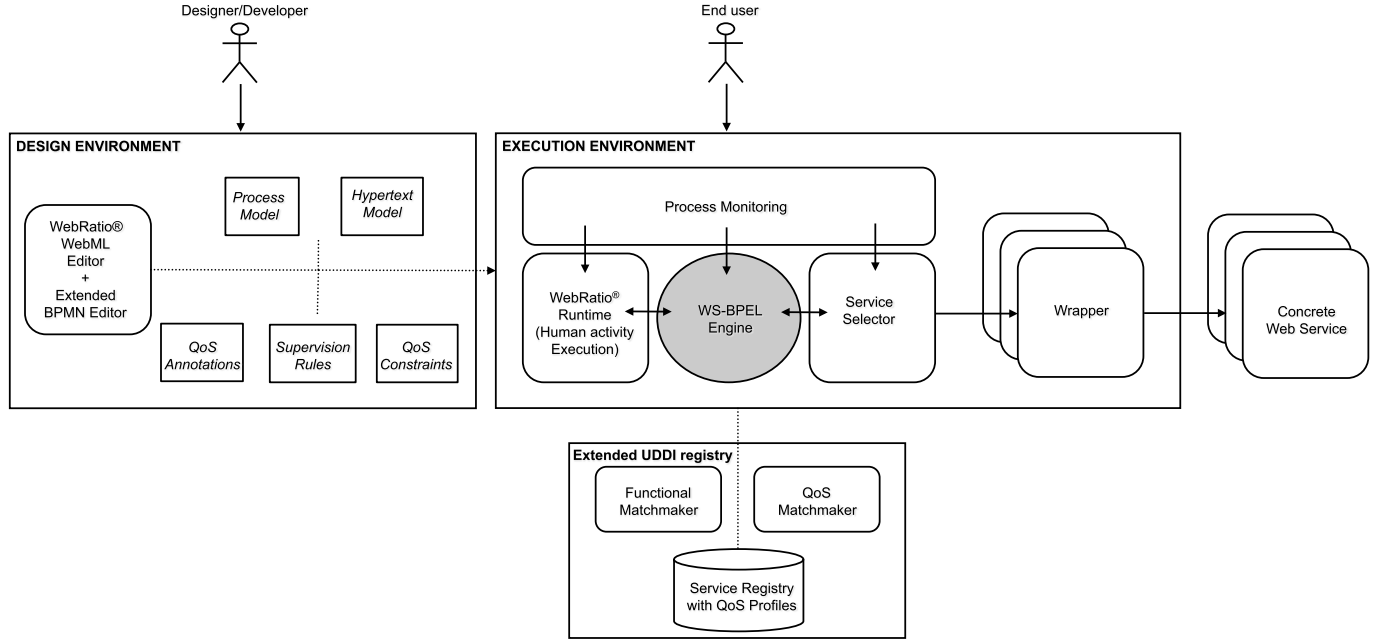 Designer/Developer
End user
DESIGN ENVIRONMENT
WebRatio®
WebML
Editor
+
Extended
BPMN Editor
Process
Model
Hypertext
Model
QoS
Annotations
Supervision
Rules
QoS
Constraints
EXECUTION ENVIRONMENT
Process Monitoring
WebRatio®
Runtime
(Human activity
Execution)
WS-BPEL
Engine
Service
Selector
Wrapper
Concrete
Web Service
Extended UDDI registry
Functional
Matchmaker
QoS
Matchmaker
Service Registry
with QoS Profiles